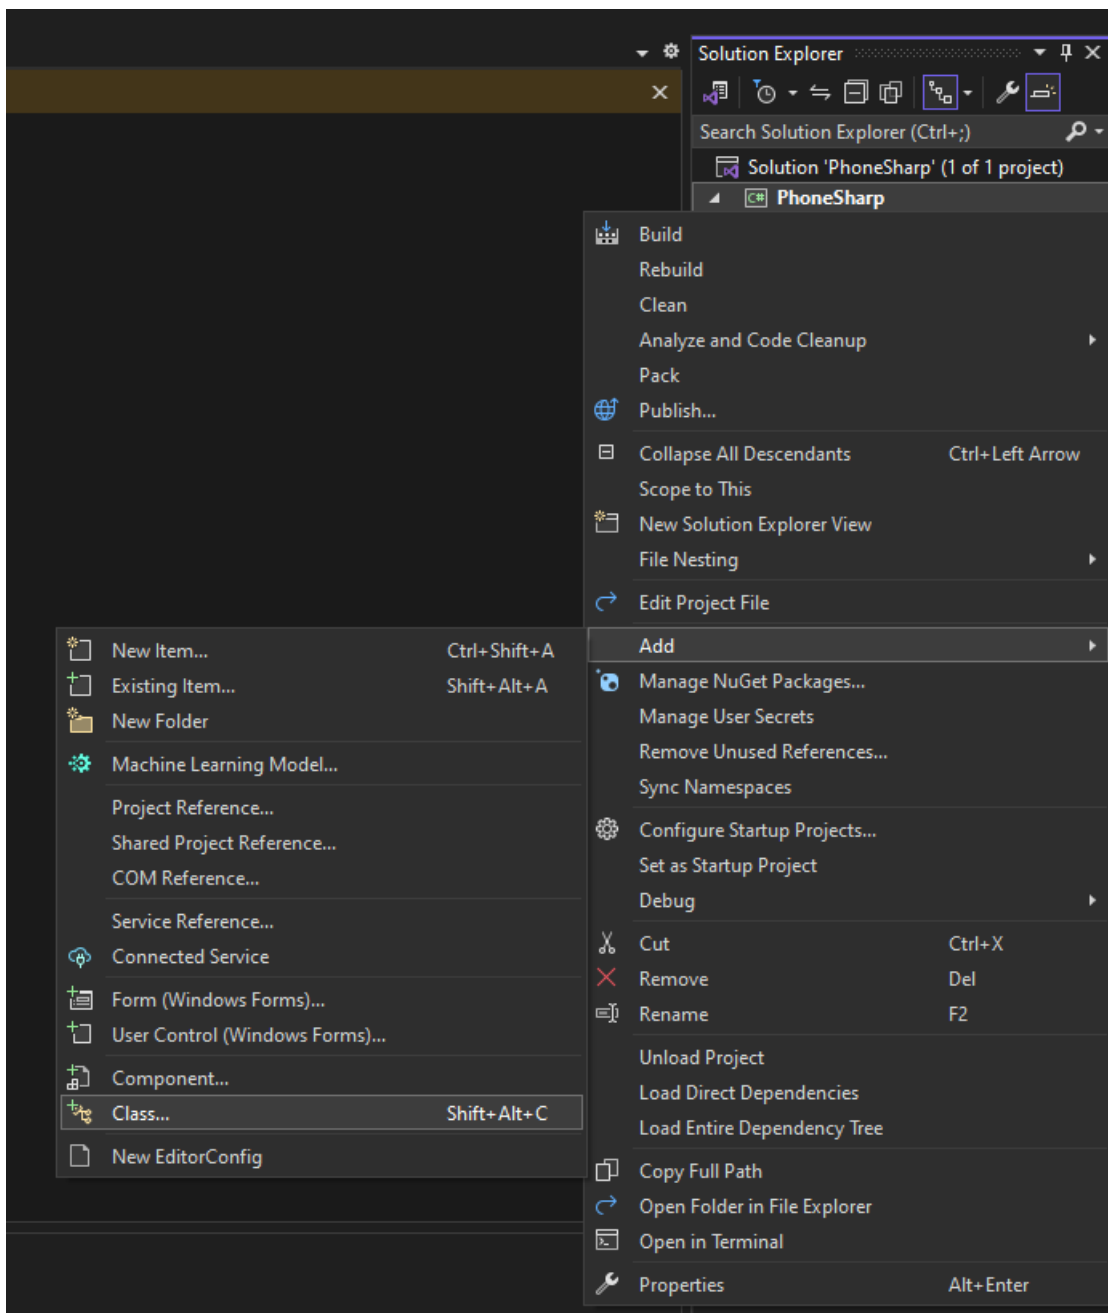 Solution Explorer
Search Solution Explorer (Ctrl+;)
Solution 'PhoneSharp' (1 of 1 project)
C# PhoneSharp
Build
Rebuild
Clean
Analyze and Code Cleanup
Pack
Publish...
Collapse All Descendants Ctrl+Left Arrow
Scope to This
New Solution Explorer View
File Nesting
Edit Project File
Add
Manage NuGet Packages...
Manage User Secrets
Remove Unused References...
Sync Namespaces
Configure Startup Projects...
Set as Startup Project
Debug
Cut Ctrl+X
Remove Del
Rename F2
Unload Project
Load Direct Dependencies
Load Entire Dependency Tree
Copy Full Path
Open Folder in File Explorer
Open in Terminal
Properties Alt+Enter
New Item... Ctrl+Shift+A
Existing Item... Shift+Alt+A
New Folder
Machine Learning Model...
Project Reference...
Shared Project Reference...
COM Reference...
Service Reference...
Connected Service
Form (Windows Forms)...
User Control (Windows Forms)...
Component...
Class... Shift+Alt+C
New EditorConfig